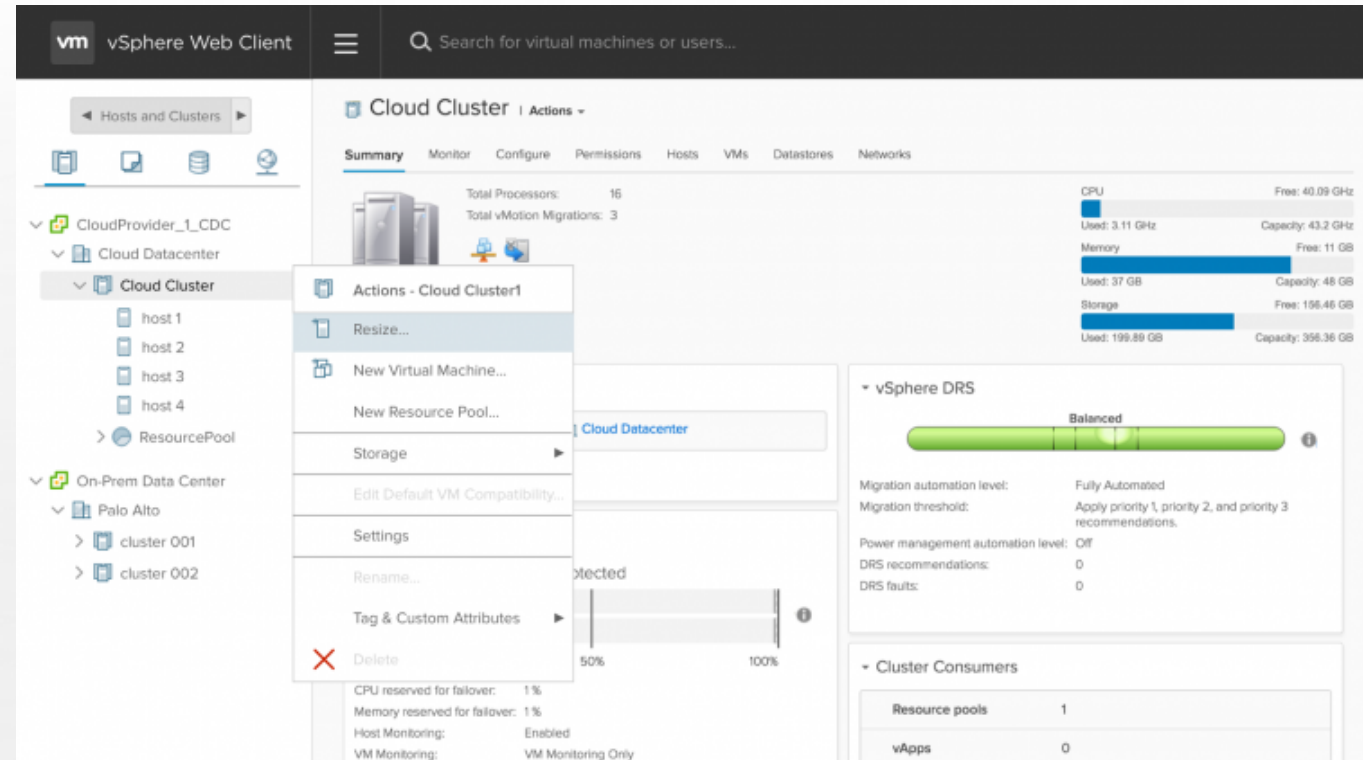 vm vSphere Web Client
Search for virtual machines or users...
Hosts and Clusters
CloudProvider_1_CDC
Cloud Datacenter
Cloud Cluster
host 1
host 2
host 3
host 4
ResourcePool
On-Prem Data Center
Palo Alto
cluster 001
cluster 002
Cloud Cluster | Actions
Summary Monitor Configure Permissions Hosts VMs Datastores Networks
Total Processors: 16
Total vMotion Migrations: 3
CPU Free: 40.09 GHz
Used: 3.11 GHz Capacity: 43.2 GHz
Memory Free: 11 GB
Used: 37 GB Capacity: 48 GB
Storage Free: 156.46 GB
Used: 199.89 GB Capacity: 356.36 GB
Actions - Cloud Cluster1
Resize...
New Virtual Machine...
New Resource Pool...
Storage
Edit Default VM Compatibility...
Settings
Rename...
Tag & Custom Attributes
Delete
Cloud Datacenter
50% 100%
CPU reserved for failover: 1 %
Memory reserved for failover: 1 %
Host Monitoring: Enabled
VM Monitoring: VM Monitoring Only
vSphere DRS
Balanced
Migration automation level: Fully Automated
Migration threshold: Apply priority 1, priority 2, and priority 3
recommendations.
Power management automation level: Off
DRS recommendations: 0
DRS faults: 0
Cluster Consumers
Resource pools 1
vApps 0